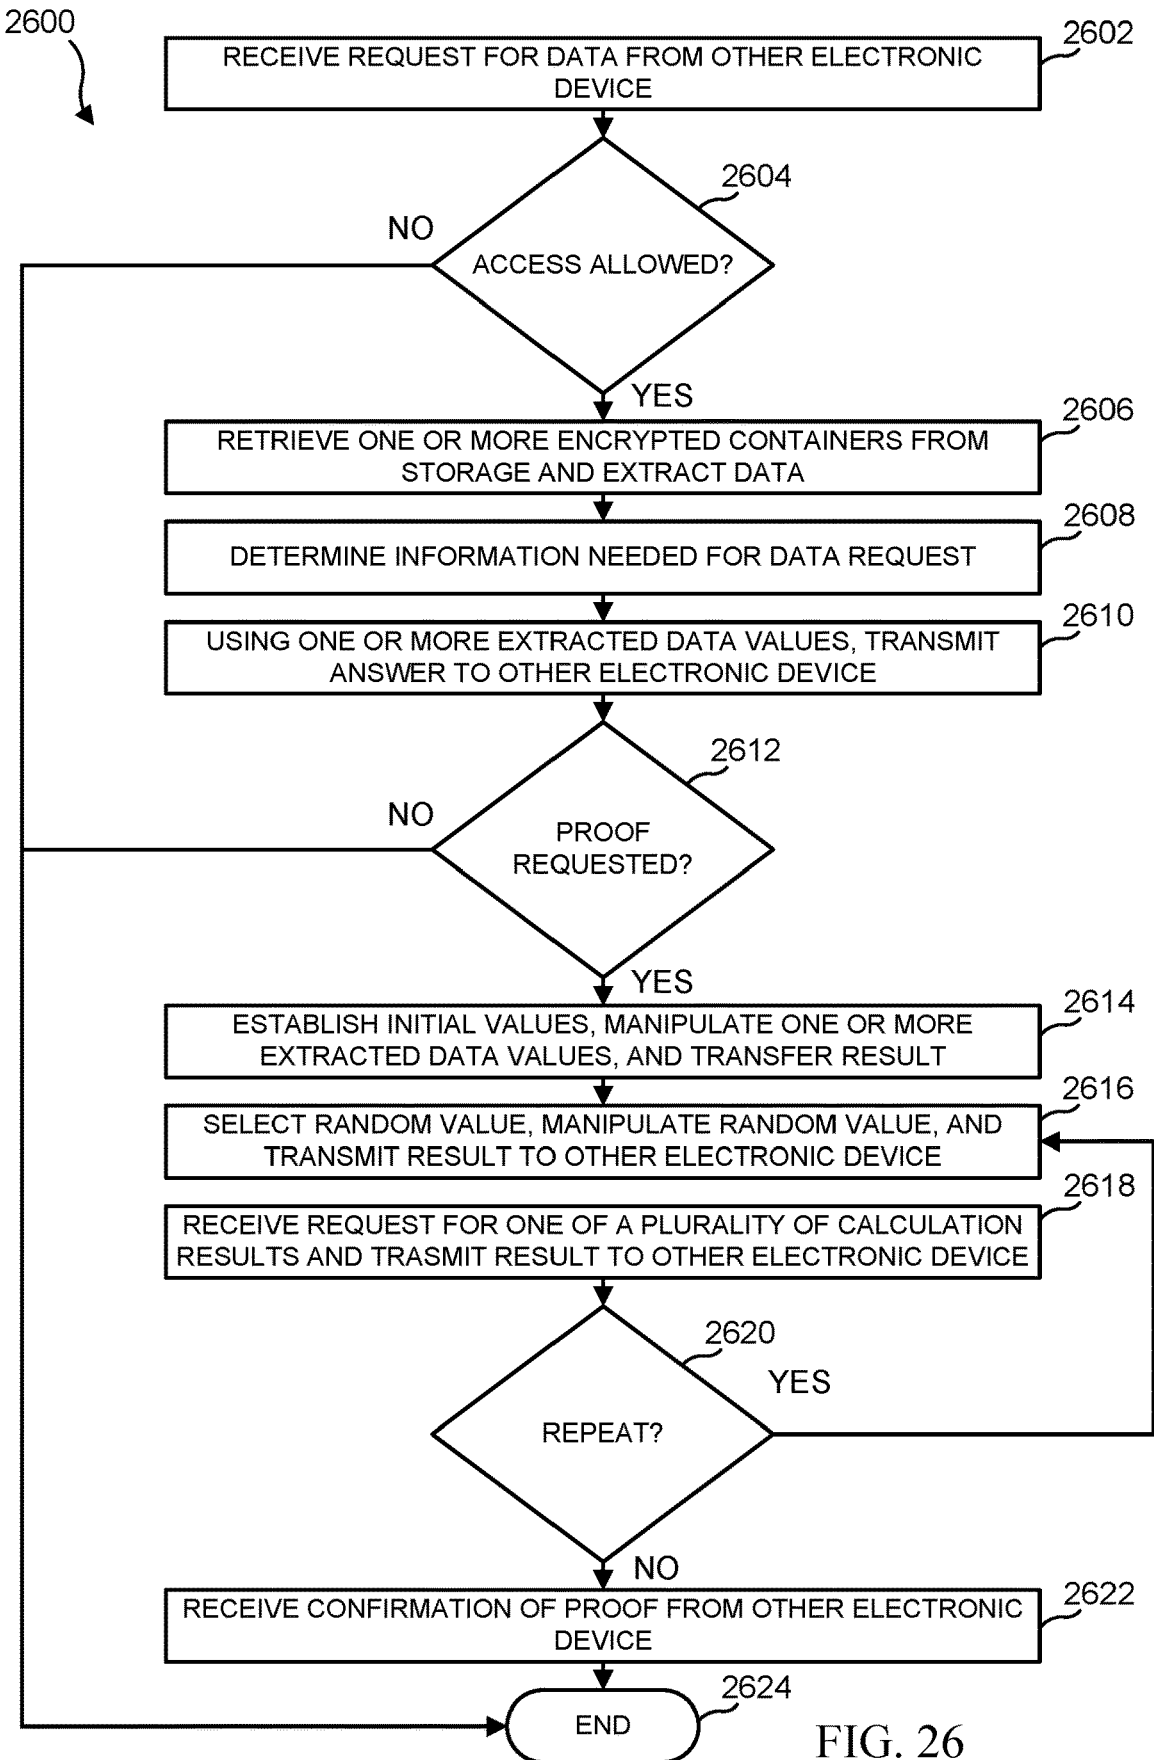 2600
2602
RECEIVE REQUEST FOR DATA FROM OTHER ELECTRONIC
DEVICE
2604
NO
ACCESS ALLOWED?
YES
2606
RETRIEVE ONE OR MORE ENCRYPTED CONTAINERS FROM
STORAGE AND EXTRACT DATA
2608
DETERMINE INFORMATION NEEDED FOR DATA REQUEST
2610
USING ONE OR MORE EXTRACTED DATA VALUES, TRANSMIT
ANSWER TO OTHER ELECTRONIC DEVICE
2612
NO
PROOF
REQUESTED?
YES
2614
ESTABLISH INITIAL VALUES, MANIPULATE ONE OR MORE
EXTRACTED DATA VALUES, AND TRANSFER RESULT
2616
SELECT RANDOM VALUE, MANIPULATE RANDOM VALUE, AND
TRANSMIT RESULT TO OTHER ELECTRONIC DEVICE
2618
RECEIVE REQUEST FOR ONE OF A PLURALITY OF CALCULATION
RESULTS AND TRASMIT RESULT TO OTHER ELECTRONIC DEVICE
2620
YES
REPEAT?
NO
2622
RECEIVE CONFIRMATION OF PROOF FROM OTHER ELECTRONIC
DEVICE
2624
END
FIG. 26